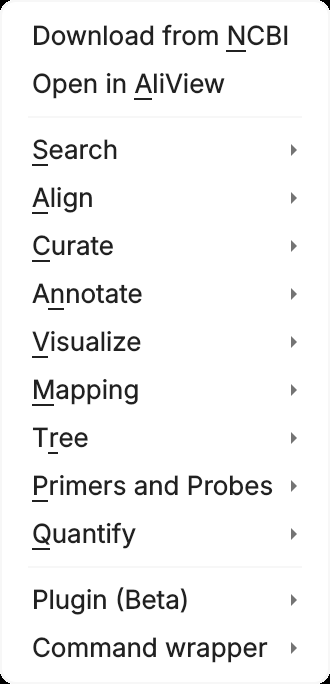 Download from NCBI
Open in AliView
Search
Align
Curate
Annotate
Visualize
Mapping
Tree
Primers and Probes
Quantify
Plugin (Beta)
Command wrapper